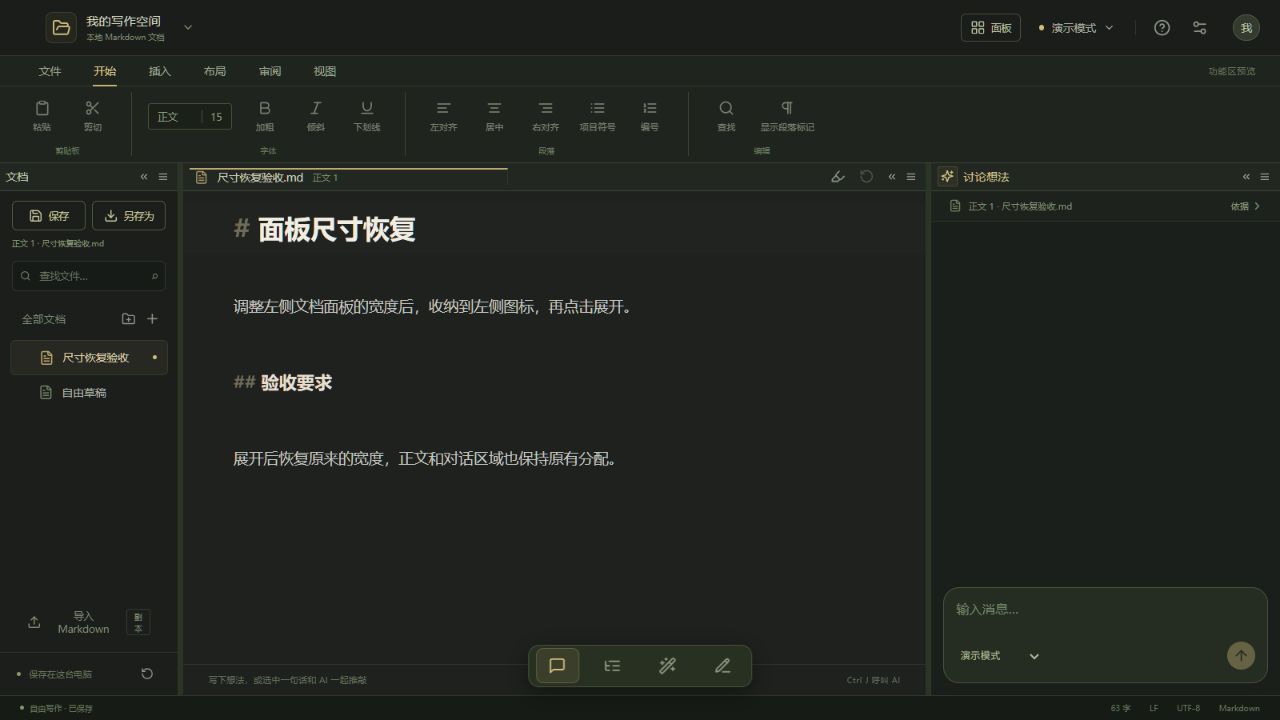 我的写作空间
本地 Markdown 文档
面板
演示模式
我
文件 开始 插入 布局 审阅 视图
功能区预览
正文 15
粘贴 剪切 加粗 倾斜 下划线 左对齐 居中 右对齐 项目符号 编号 查找 显示段落标记
剪贴板 字体 段落 编辑
文档
尺寸恢复验收.md 正文 1
讨论想法
保存 另存为
正文 1 · 尺寸恢复验收.md
正文 1 · 尺寸恢复验收.md
依据
查找文件...
全部文档
尺寸恢复验收
自由草稿
# 面板尺寸恢复
调整左侧文档面板的宽度后，收纳到左侧图标，再点击展开。
## 验收要求
展开后恢复原来的宽度，正文和对话区域也保持原有分配。
输入消息...
演示模式
导入
Markdown
副
本
保存在这台电脑
写下想法，或选中一句话和 AI 一起推敲
Ctrl J 呼叫 AI
自由写作 · 已保存
63 字 LF UTF-8 Markdown